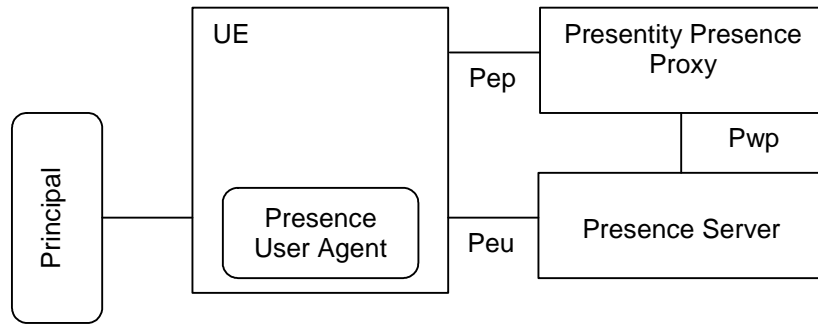 UE
Presentity Presence
Proxy
Pep
Pwp
Principal
Presence
User Agent
Peu
Presence Server